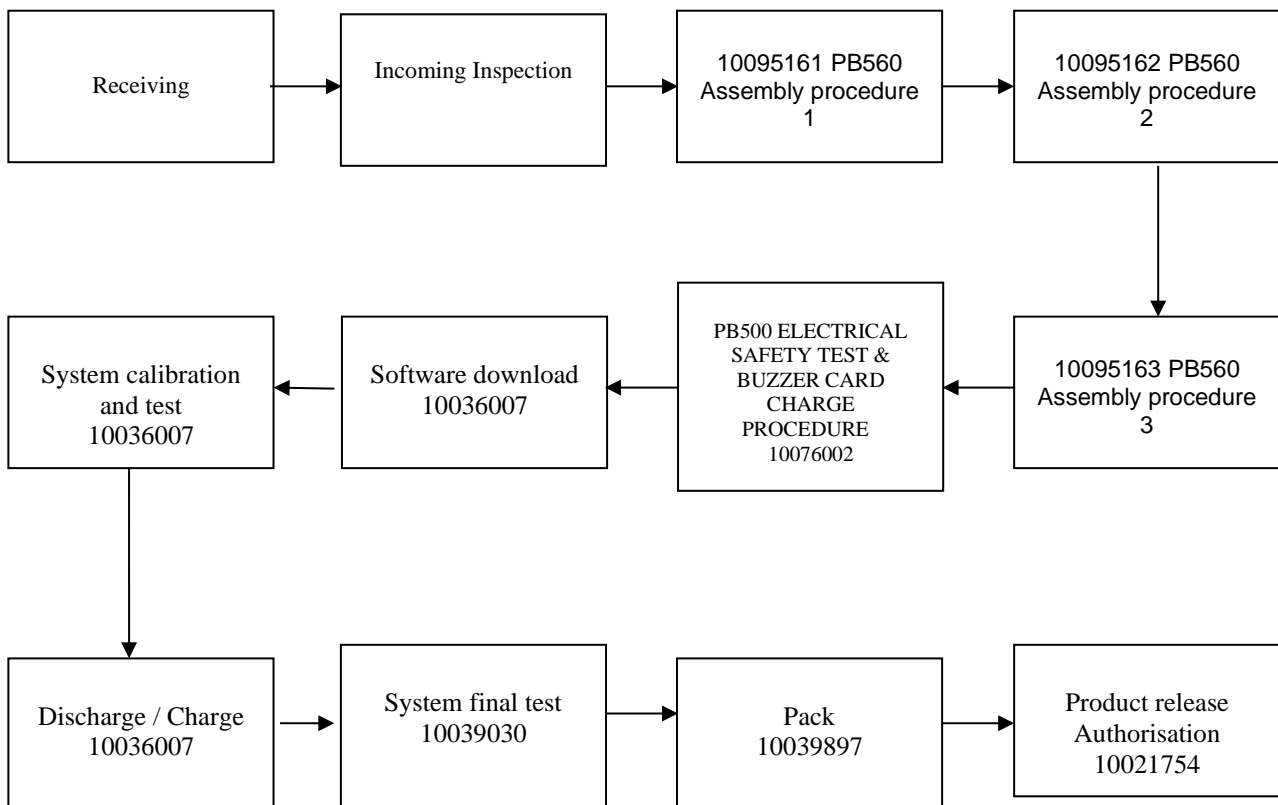 Receiving
Incoming Inspection
10095161 PB560
Assembly procedure
1
10095162 PB560
Assembly procedure
2
System calibration
and test
10036007
Software download
10036007
PB500 ELECTRICAL
SAFETY TEST &
BUZZER CARD
CHARGE
PROCEDURE
10076002
10095163 PB560
Assembly procedure
3
Discharge / Charge
10036007
System final test
10039030
Pack
10039897
Product release
Authorisation
10021754